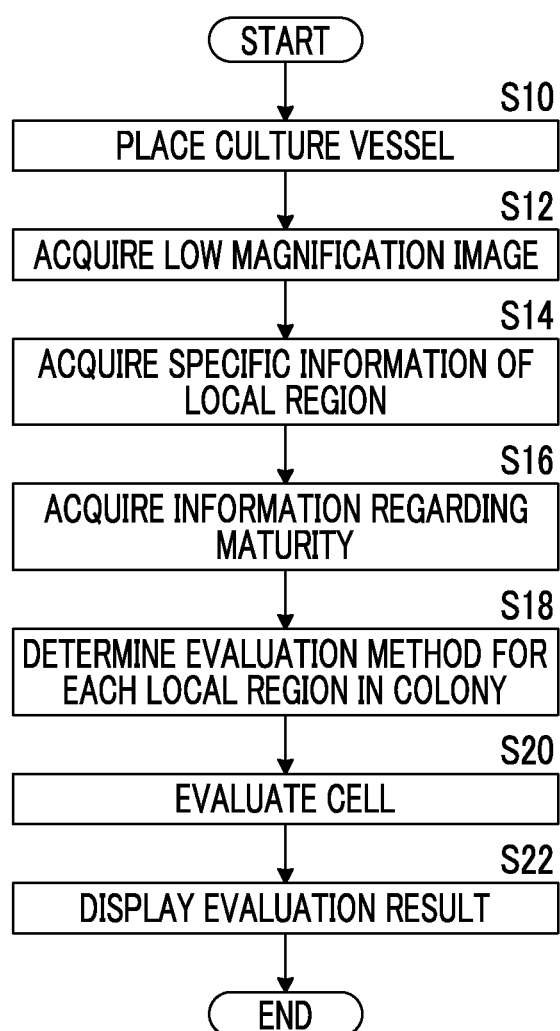 START
S10
PLACE CULTURE VESSEL
S12
ACQUIRE LOW MAGNIFICATION IMAGE
S14
ACQUIRE SPECIFIC INFORMATION OF
LOCAL REGION
S16
ACQUIRE INFORMATION REGARDING
MATURITY
S18
DETERMINE EVALUATION METHOD FOR
EACH LOCAL REGION IN COLONY
S20
EVALUATE CELL
S22
DISPLAY EVALUATION RESULT
END